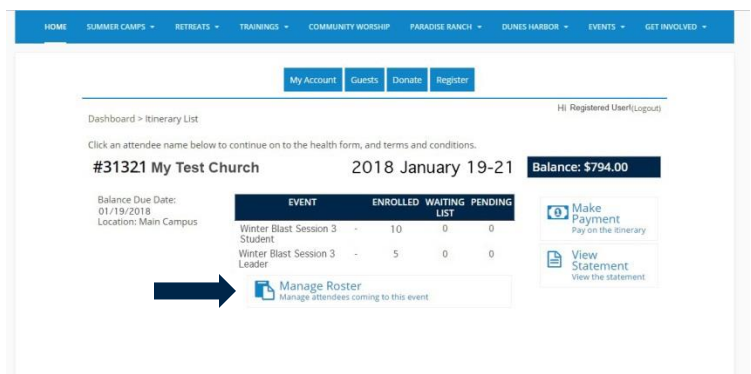 HOME SUMMER CAMPS RETREATS TRAININGS COMMUNITY WORSHIP PARADISE RANCH DUNES HARBOR EVENTS GET INVOLVED
My Account Guests Donate Register
Hi Registered User!(Logout)
Dashboard > Itinerary List
Click an attendee name below to continue on to the health form, and terms and conditions.
#31321 My Test Church 2018 January 19-21 Balance: $794.00
Balance Due Date:
01/19/2018
Location: Main Campus
EVENT ENROLLED WAITING LIST PENDING
Winter Blast Session 3 Student - 10 0 0
Winter Blast Session 3 Leader - 5 0 0
Manage Roster
Manage attendees coming to this event
Make Payment
Pay on the itinerary
View Statement
View the statement